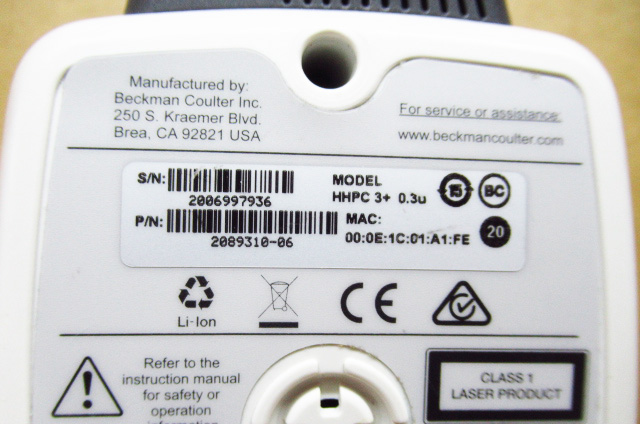 Manufactured by:
Beckman Coulter Inc.
250 S. Kraemer Blvd.
Brea, CA 92821 USA
For service or assistance:
www.beckmancoulter.com
S/N:
2006997936
P/N:
2089310-06
MODEL
HHPC 3+ 0.3u
MAC:
00:0E:1C:01:A1:FE
15
BC
20
Li-Ion
CE
Refer to the
instruction manual
for safety or
operation
information
CLASS 1
LASER PRODUCT